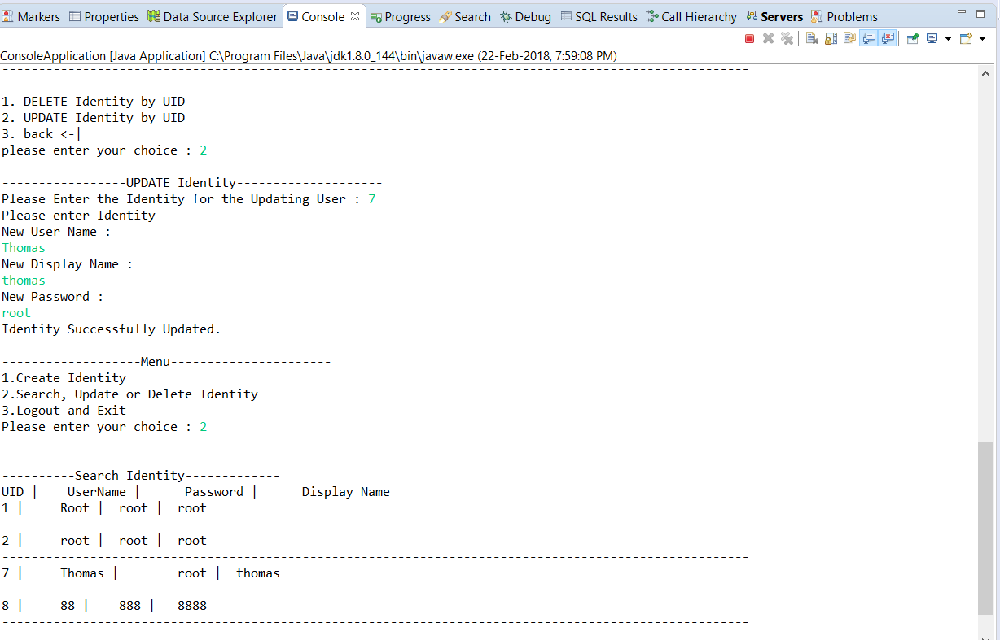 Markers Properties Data Source Explorer Console Progress Search Debug SQL Results Call Hierarchy Servers Problems
ConsoleApplication [Java Application] C:\Program Files\Java\jdk1.8.0_144\bin\javaw.exe (22-Feb-2018, 7:59:08 PM)
------------------------------------------------------------------------------------------------------
1. DELETE Identity by UID
2. UPDATE Identity by UID
3. back <-|
please enter your choice : 2
-----------------UPDATE Identity--------------------
Please Enter the Identity for the Updating User : 7
Please enter Identity
New User Name :
Thomas
New Display Name :
thomas
New Password :
root
Identity Successfully Updated.
-------------------Menu----------------------
1.Create Identity
2.Search, Update or Delete Identity
3.Logout and Exit
Please enter your choice : 2
----------Search Identity-------------
UID |    UserName |      Password |      Display Name
1 |     Root |  root |  root
------------------------------------------------------------------------------------------------------
2 |     root |  root |  root
------------------------------------------------------------------------------------------------------
7 |     Thomas |        root |  thomas
------------------------------------------------------------------------------------------------------
8 |     88 |    888 |   8888
------------------------------------------------------------------------------------------------------